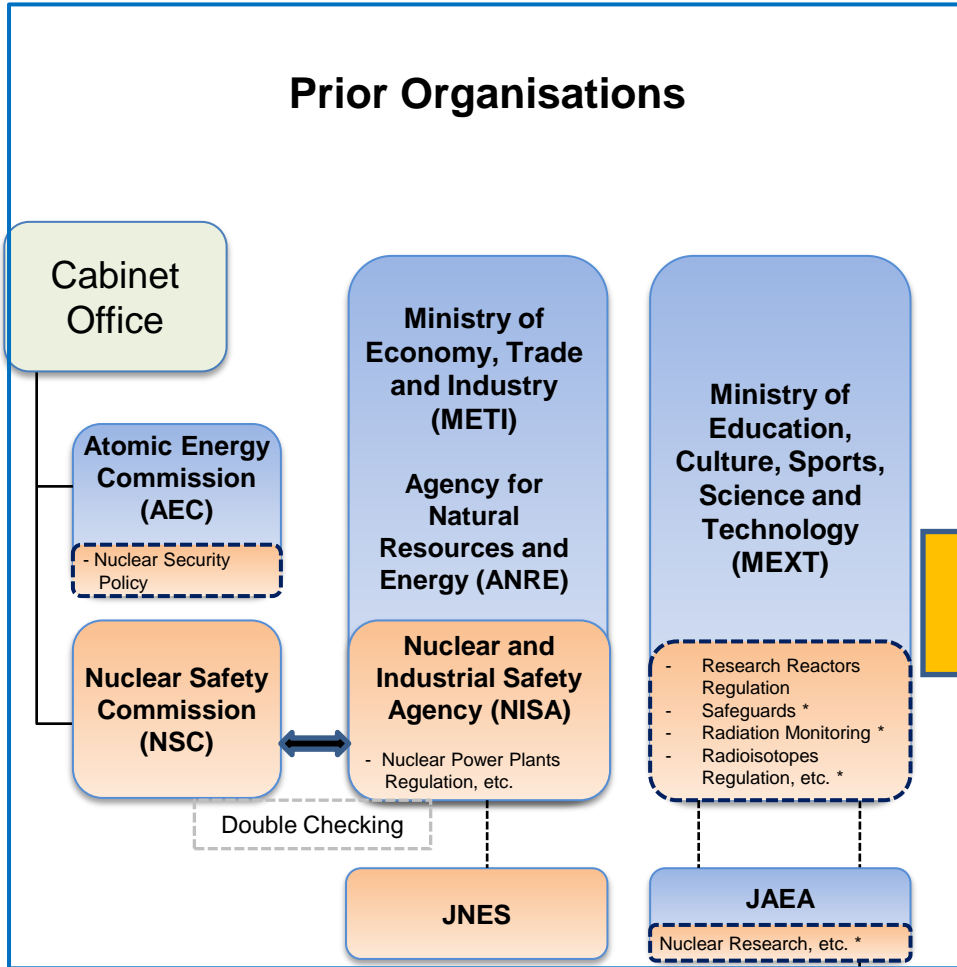 Prior Organisations
Cabinet
Office
Atomic Energy
Commission
(AEC)
- Nuclear Security
Policy
Nuclear Safety
Commission
(NSC)
Ministry of
Economy, Trade
and Industry
(METI)
Agency for
Natural
Resources and
Energy (ANRE)
Nuclear and
Industrial Safety
Agency (NISA)
- Nuclear Power Plants
Regulation, etc.
Double Checking
JNES
Ministry of
Education,
Culture, Sports,
Science and
Technology
(MEXT)
- Research Reactors
Regulation
- Safeguards *
- Radiation Monitoring *
- Radioisotopes
Regulation, etc. *
JAEA
Nuclear Research, etc. *